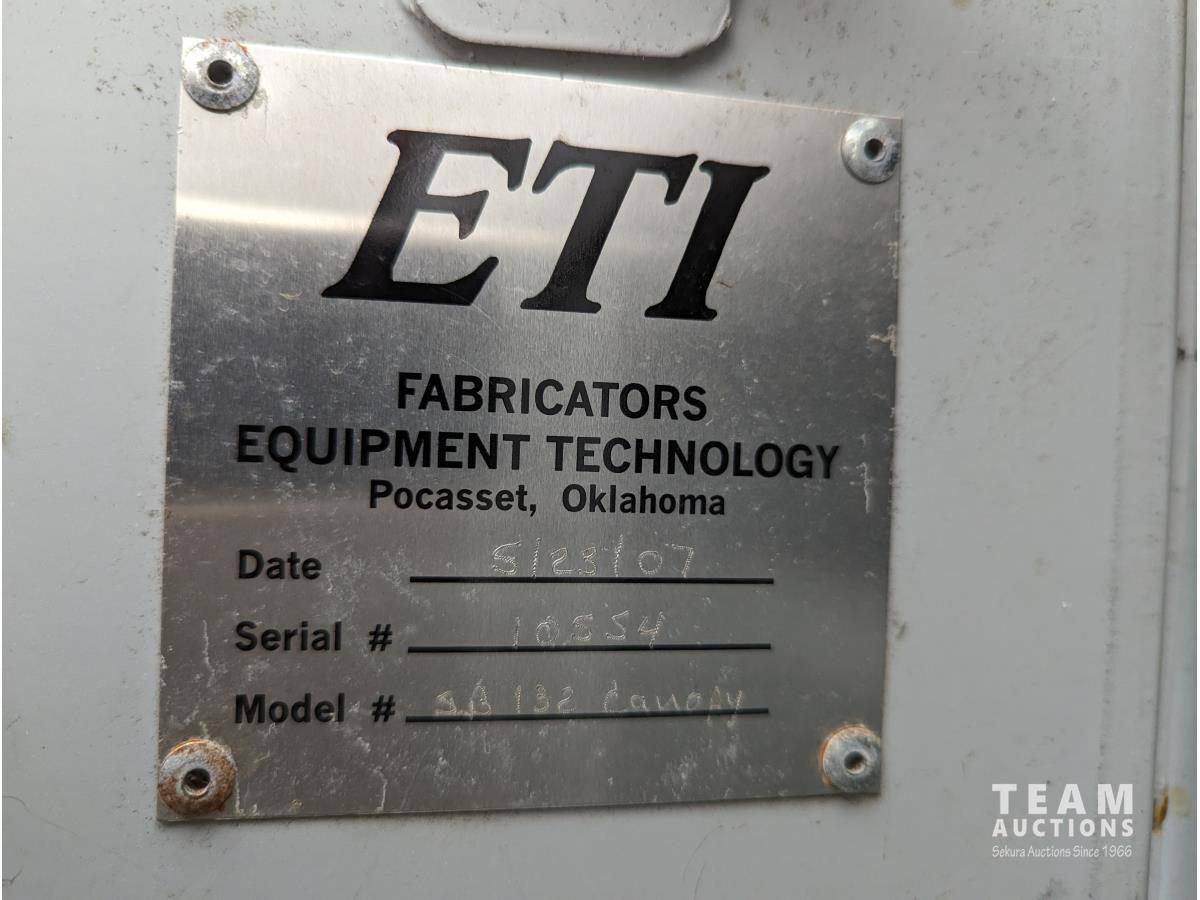 ETI
FABRICATORS
EQUIPMENT TECHNOLOGY
Pocasset, Oklahoma
Date 5/23/07
Serial # 10554
Model # SB 132 Canopy
TEAM
AUCTIONS
Sekura Auctions Since 1966